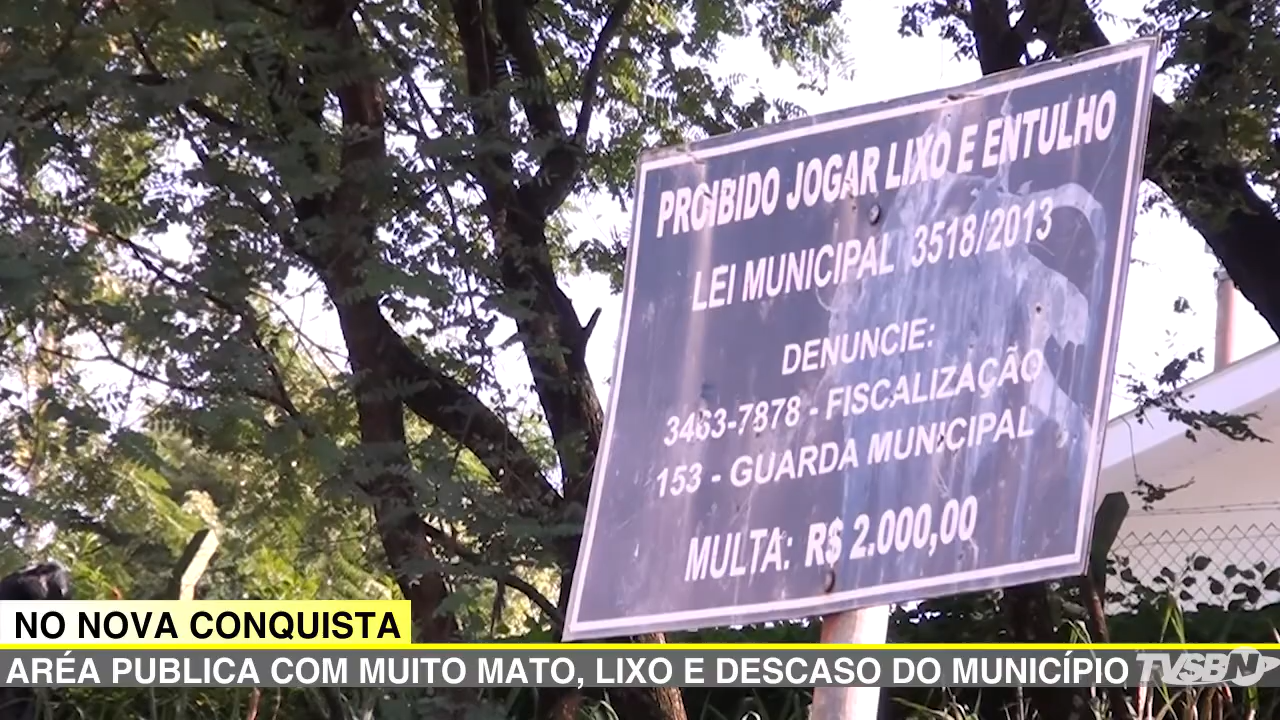 PROIBIDO JOGAR LIXO E ENTULHO
LEI MUNICIPAL 3518/2013
DENUNCIE:
3463-7878 - FISCALIZAÇÃO
153 - GUARDA MUNICIPAL
MULTA: R$ 2.000,00
NO NOVA CONQUISTA
ARÉA PUBLICA COM MUITO MATO, LIXO E DESCASO DO MUNICÍPIO
TVSBN